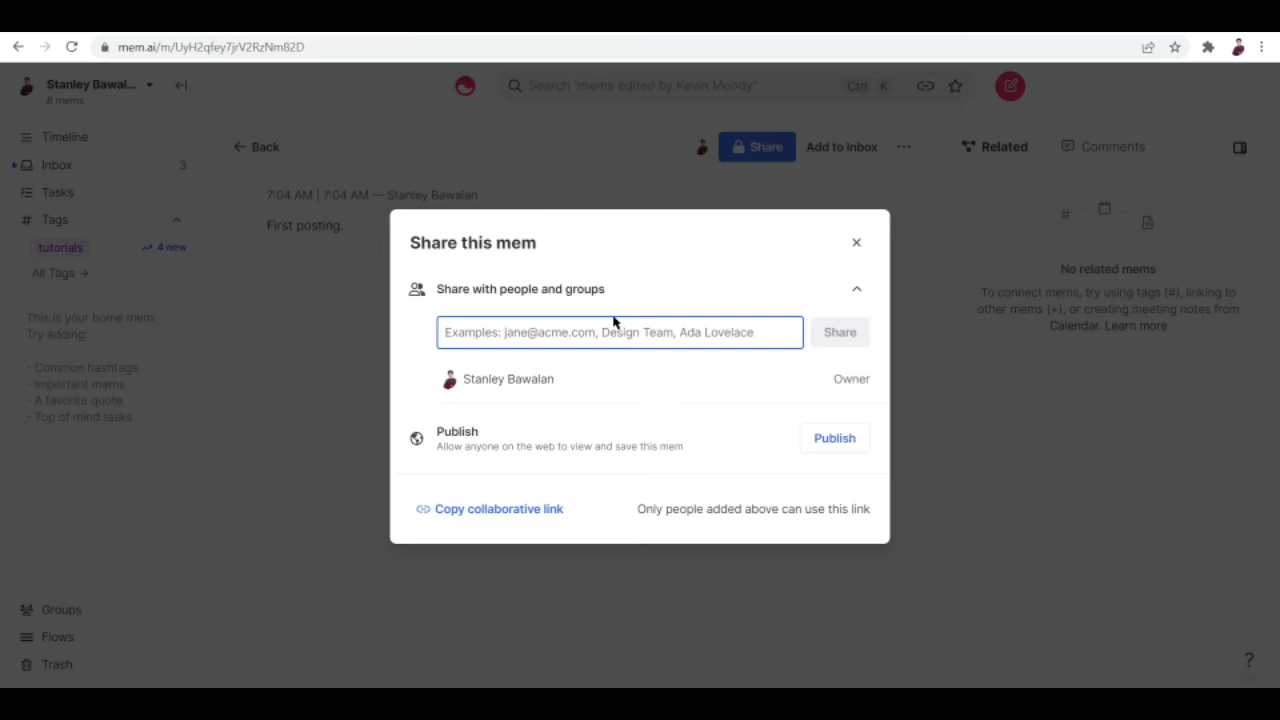 mem.ai/m/UyH2qfey7jrV2RzNm82D
Stanley Bawal...
8 mems
Search "mems edited by Kevin Moody"
Ctrl K
Timeline
Inbox 3
Tasks
Tags
tutorials 4 new
All Tags →
This is your home mem.
Try adding:
- Common hashtags
- Important mems
- A favorite quote
- Top of mind tasks
Groups
Flows
Trash
← Back
Share
Add to Inbox
Related
Comments
7:04 AM | 7:04 AM — Stanley Bawalan
First posting.
Share this mem
Share with people and groups
Examples: jane@acme.com, Design Team, Ada Lovelace
Share
Stanley Bawalan
Owner
Publish
Allow anyone on the web to view and save this mem
Publish
Copy collaborative link
Only people added above can use this link
#
No related mems
To connect mems, try using tags (#), linking to
other mems (+), or creating meeting notes from
Calendar. Learn more
?